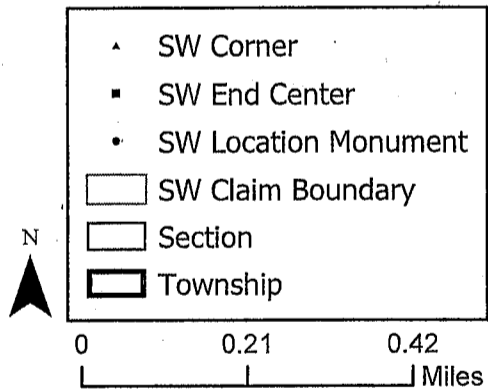 SW Corner
SW End Center
SW Location Monument
SW Claim Boundary
Section
N
Township
0 0.21 0.42
Miles